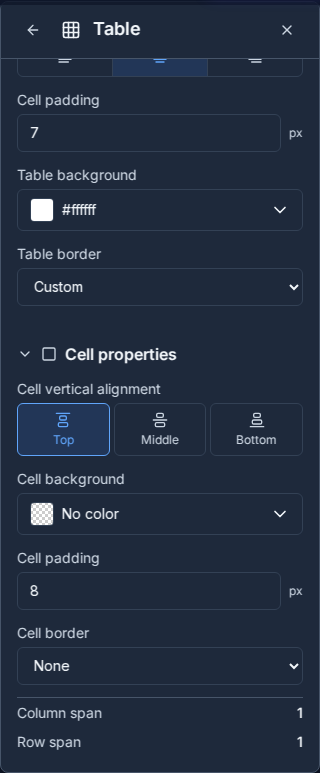 Table
Cell padding
7 px
Table background
#ffffff
Table border
Custom
Cell properties
Cell vertical alignment
Top Middle Bottom
Cell background
No color
Cell padding
8 px
Cell border
None
Column span 1
Row span 1